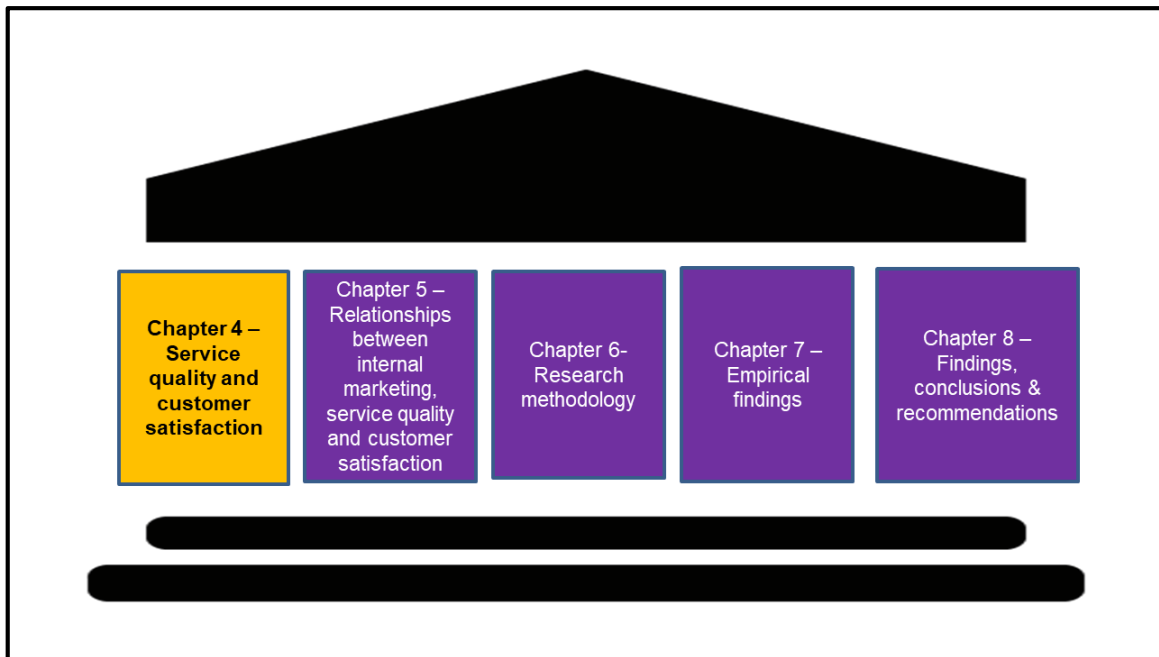 Chapter 4 –
Service
quality and
customer
satisfaction
Chapter 5 –
Relationships
between
internal
marketing,
service quality
and customer
satisfaction
Chapter 6-
Research
methodology
Chapter 7 –
Empirical
findings
Chapter 8 –
Findings,
conclusions &
recommendations